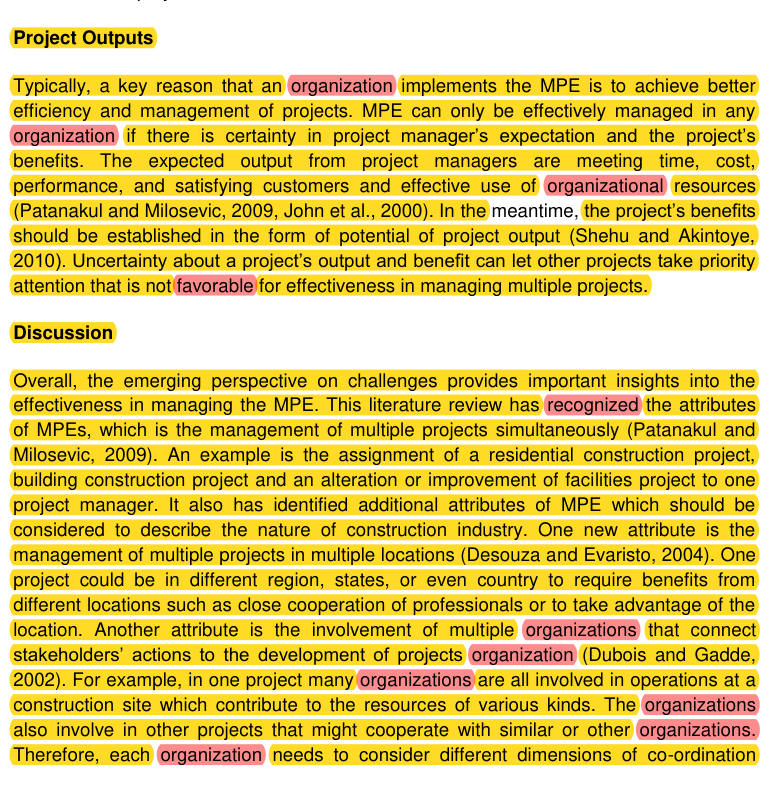 Project Outputs
Typically, a key reason that an organization implements the MPE is to achieve better
efficiency and management of projects. MPE can only be effectively managed in any
organization if there is certainty in project manager's expectation and the project's
benefits. The expected output from project managers are meeting time, cost,
performance, and satisfying customers and effective use of organizational resources
(Patanakul and Milosevic, 2009, John et al., 2000). In the meantime, the project's benefits
should be established in the form of potential of project output (Shehu and Akintoye,
2010). Uncertainty about a project's output and benefit can let other projects take priority
attention that is not favorable for effectiveness in managing multiple projects.
Discussion
Overall, the emerging perspective on challenges provides important insights into the
effectiveness in managing the MPE. This literature review has recognized the attributes
of MPEs, which is the management of multiple projects simultaneously (Patanakul and
Milosevic, 2009). An example is the assignment of a residential construction project,
building construction project and an alteration or improvement of facilities project to one
project manager. It also has identified additional attributes of MPE which should be
considered to describe the nature of construction industry. One new attribute is the
management of multiple projects in multiple locations (Desouza and Evaristo, 2004). One
project could be in different region, states, or even country to require benefits from
different locations such as close cooperation of professionals or to take advantage of the
location. Another attribute is the involvement of multiple organizations that connect
stakeholders' actions to the development of projects organization (Dubois and Gadde,
2002). For example, in one project many organizations are all involved in operations at a
construction site which contribute to the resources of various kinds. The organizations
also involve in other projects that might cooperate with similar or other organizations.
Therefore, each organization needs to consider different dimensions of co-ordination